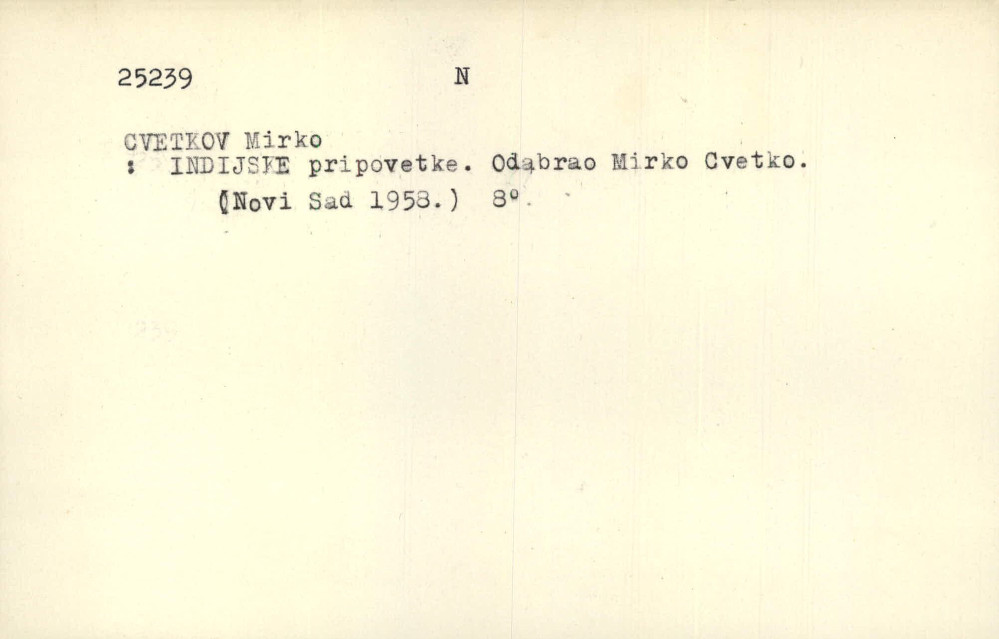 25239 N
CVETKOV Mirko
: INDIJSKE pripovetke. Odabrao Mirko Cvetko.
(Novi Sad 1958.) 8°.